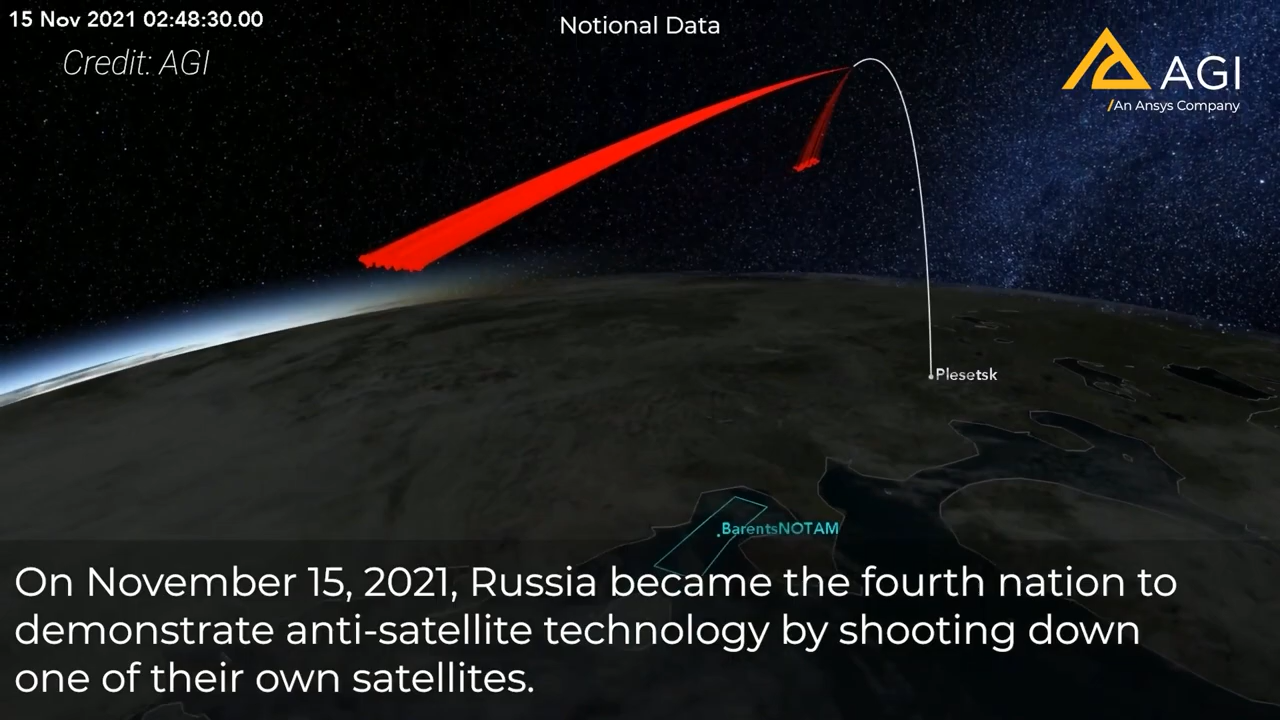 15 Nov 2021 02:48:30.00
Notional Data
Credit: AGI
AGI
/An Ansys Company
Plesetsk
BarentsNOTAM
On November 15, 2021, Russia became the fourth nation to
demonstrate anti-satellite technology by shooting down
one of their own satellites.